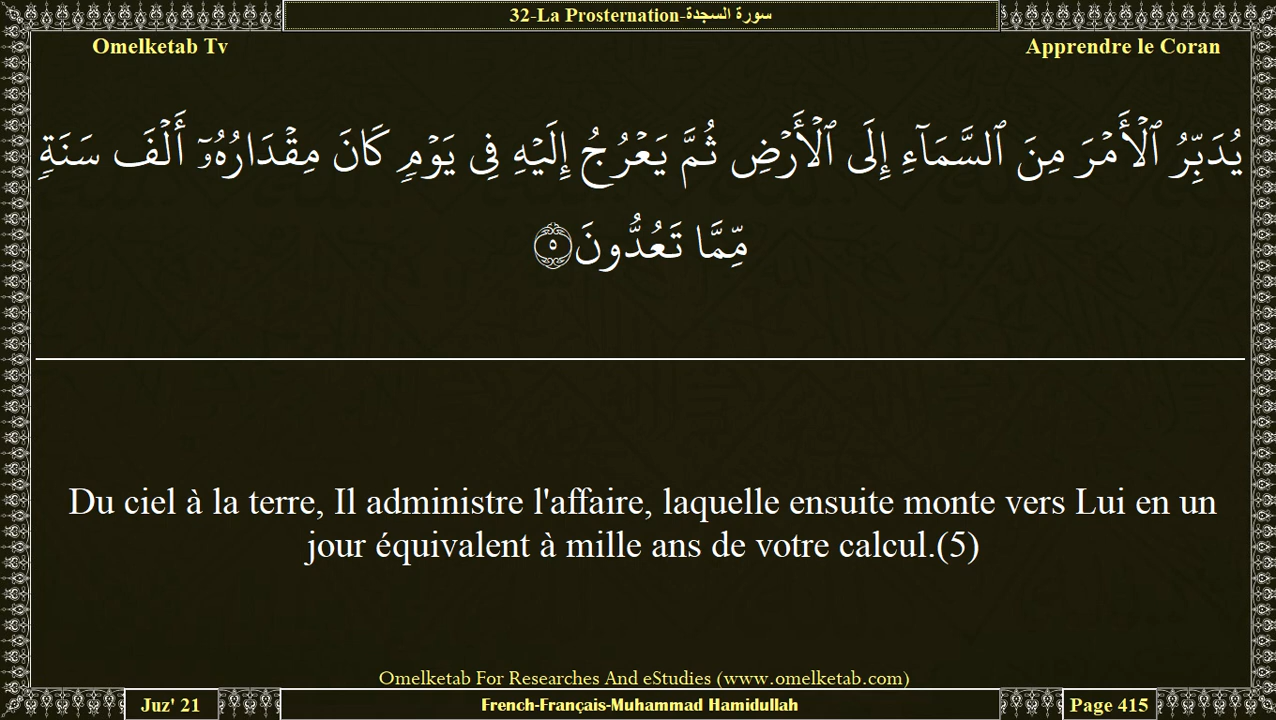 32-La Prosternation-سورة السجدة
Omelketab Tv
Apprendre le Coran
يُدَبِّرُ ٱلْأَمْرَ مِنَ ٱلسَّمَآءِ إِلَى ٱلْأَرْضِ ثُمَّ يَعْرُجُ إِلَيْهِ فِى يَوْمٍۢ كَانَ مِقْدَارُهُۥٓ أَلْفَ سَنَةٍۢ
مِّمَّا تَعُدُّونَ ٥
Du ciel à la terre, Il administre l'affaire, laquelle ensuite monte vers Lui en un
jour équivalent à mille ans de votre calcul.(5)
Omelketab For Researches And eStudies (www.omelketab.com)
Juz' 21
French-Français-Muhammad Hamidullah
Page 415